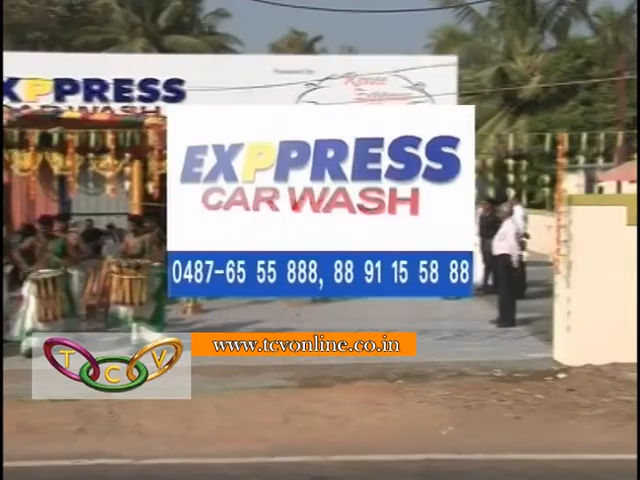 EXPPRESS
CAR WASH
EXPPRESS
CAR WASH
0487-65 55 888, 88 91 15 58 88
TCV
www.tcvonline.co.in